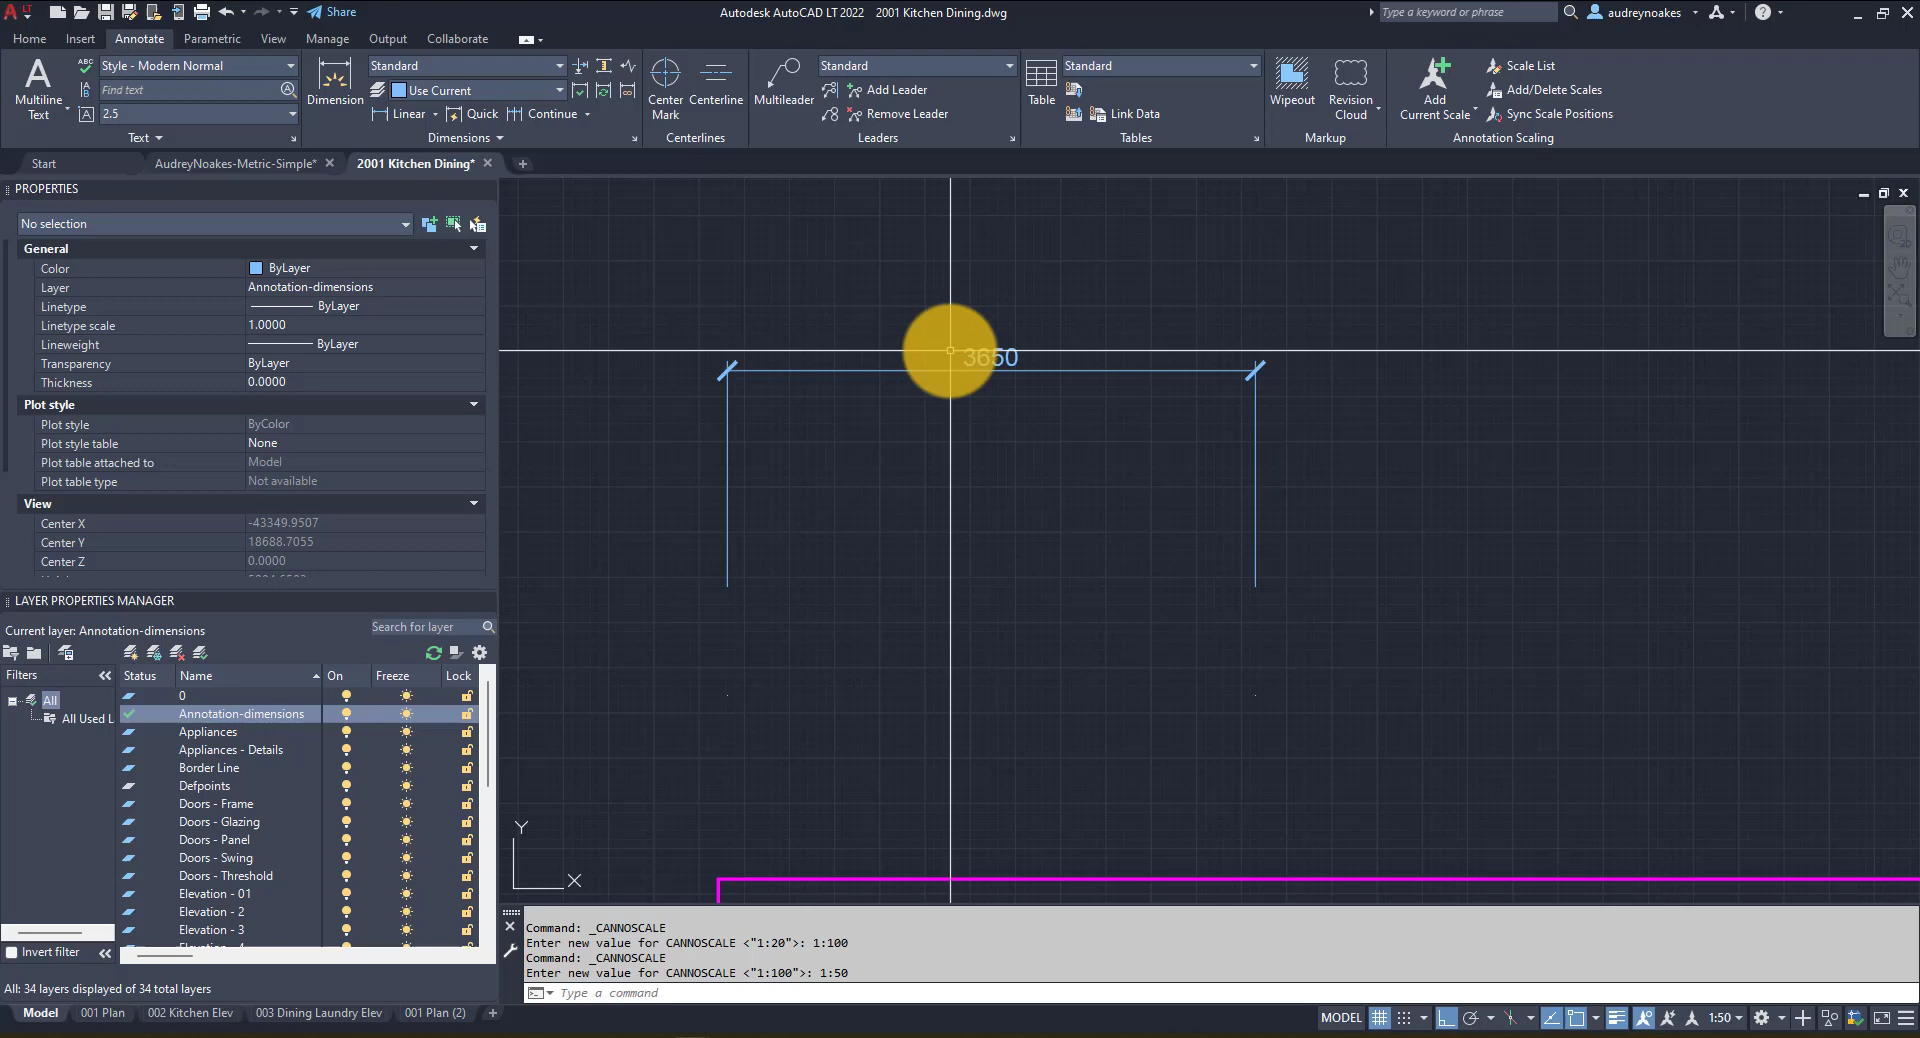 LT
Share
Autodesk AutoCAD LT 2022 2001 Kitchen Dining.dwg
Type a keyword or phrase
audreynoakes
Home Insert Annotate Parametric View Manage Output Collaborate
Multiline
Text
ABC
Style - Modern Normal
Find text
2.5
Text
Dimension
Standard
Use Current
Linear Quick Continue
Dimensions
Center
Mark
Centerline
Centerlines
Multileader
Standard
Add Leader
Remove Leader
Leaders
Table
Standard
Link Data
Tables
Wipeout
Revision
Cloud
Markup
Add
Current Scale
Scale List
Add/Delete Scales
Sync Scale Positions
Annotation Scaling
Start AudreyNoakes-Metric-Simple* 2001 Kitchen Dining*
PROPERTIES
No selection
General
Color ByLayer
Layer Annotation-dimensions
Linetype ByLayer
Linetype scale 1.0000
Lineweight ByLayer
Transparency ByLayer
Thickness 0.0000
Plot style
Plot style ByColor
Plot style table None
Plot table attached to Model
Plot table type Not available
View
Center X -43349.9507
Center Y 18688.7055
Center Z 0.0000
LAYER PROPERTIES MANAGER
Current layer: Annotation-dimensions
Search for layer
Filters
All
All Used L
Status Name On Freeze Lock
0
Annotation-dimensions
Appliances
Appliances - Details
Border Line
Defpoints
Doors - Frame
Doors - Glazing
Doors - Panel
Doors - Swing
Doors - Threshold
Elevation - 01
Elevation - 2
Elevation - 3
Invert filter
All: 34 layers displayed of 34 total layers
3650
Y
X
Command: _CANNOSCALE
Enter new value for CANNOSCALE <"1:20">: 1:100
Command: _CANNOSCALE
Enter new value for CANNOSCALE <"1:100">: 1:50
Type a command
Model 001 Plan 002 Kitchen Elev 003 Dining Laundry Elev 001 Plan (2)
MODEL
1:50